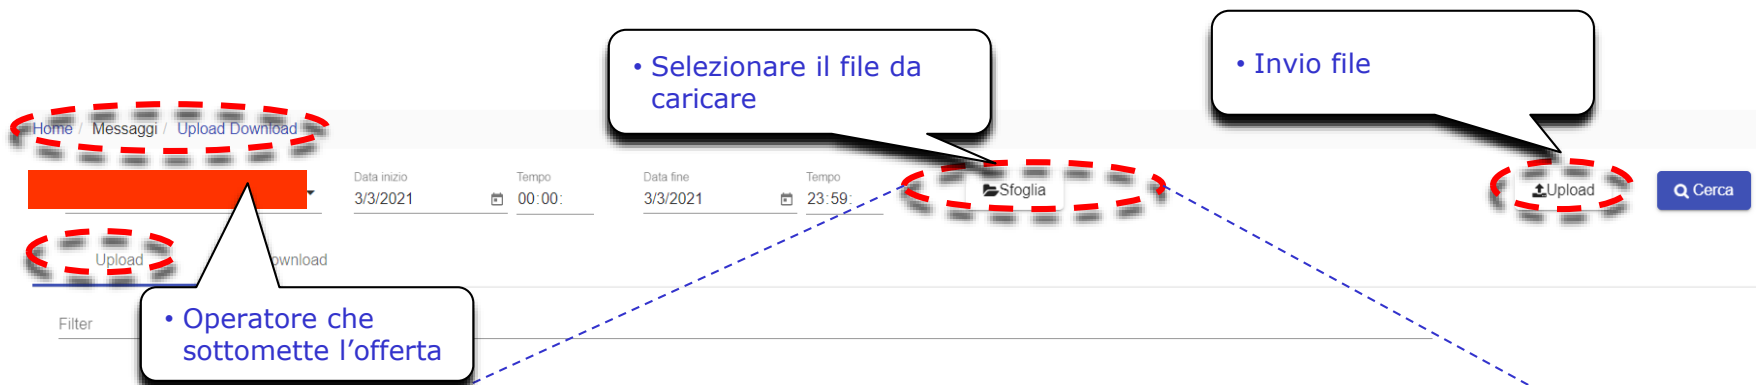 • Selezionare il file da
caricare
• Invio file
Home / Messaggi / Upload Download
Data inizio
Tempo
Data fine
Tempo
3/3/2021
00:00:
3/3/2021
23:59:
Sfoglia
Upload
Cerca
Upload
ownload
Filter
• Operatore che
sottomette l’offerta